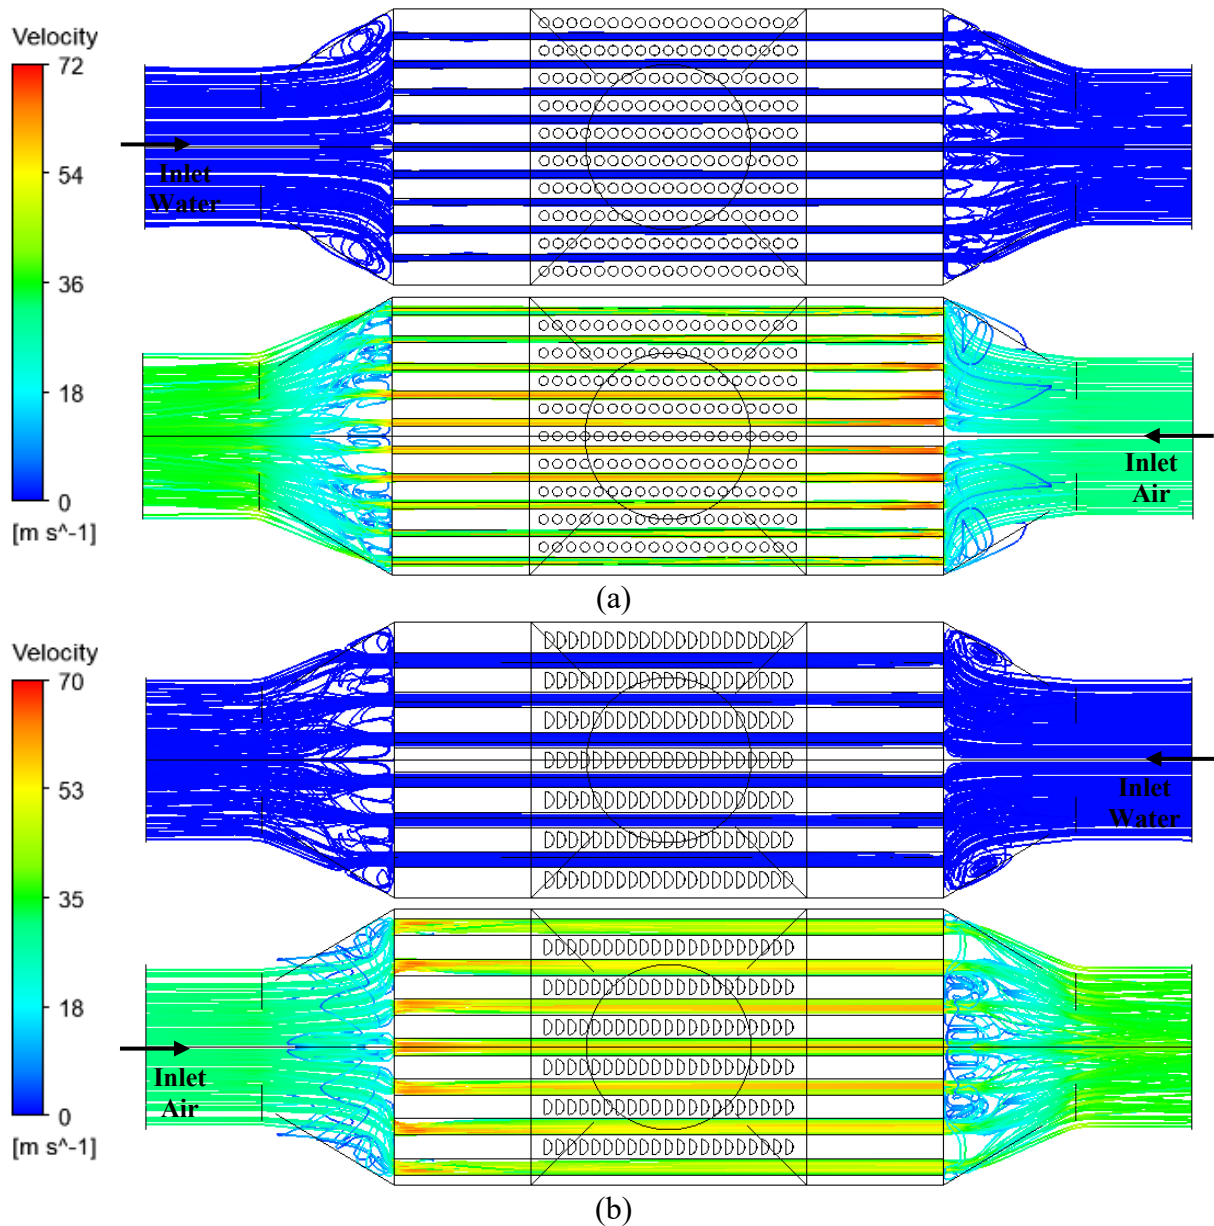 Velocity
72
54
36
18
0
[m s^-1]
Inlet
Water
Inlet
Air
(a)
Velocity
70
53
35
18
0
[m s^-1]
Inlet
Water
Inlet
Air
(b)